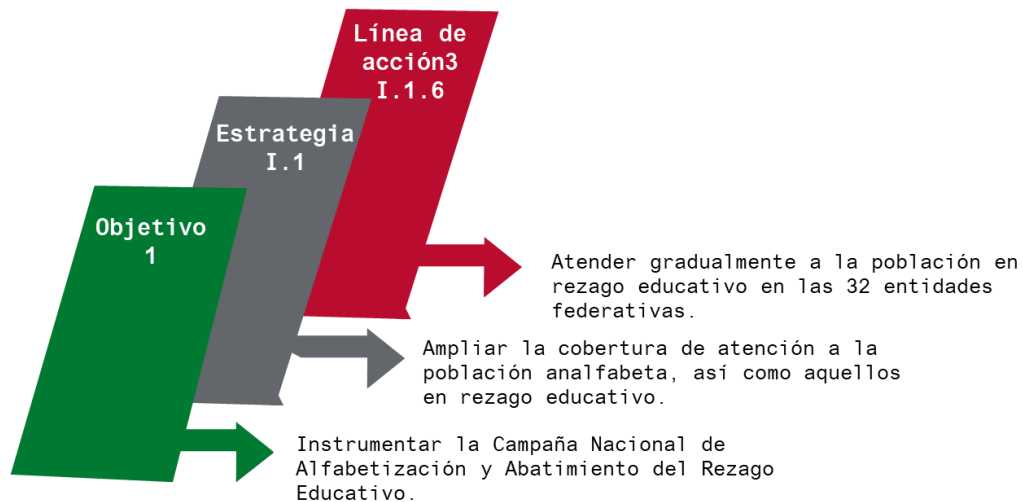 Línea de
acción3
I.1.6
Estrategia
I.1
Objetivo
1
Atender gradualmente a la población en
rezago educativo en las 32 entidades
federativas.
Ampliar la cobertura de atención a la
población analfabeta, así como aquellos
en rezago educativo.
Instrumentar la Campaña Nacional de
Alfabetización y Abatimiento del Rezago
Educativo.